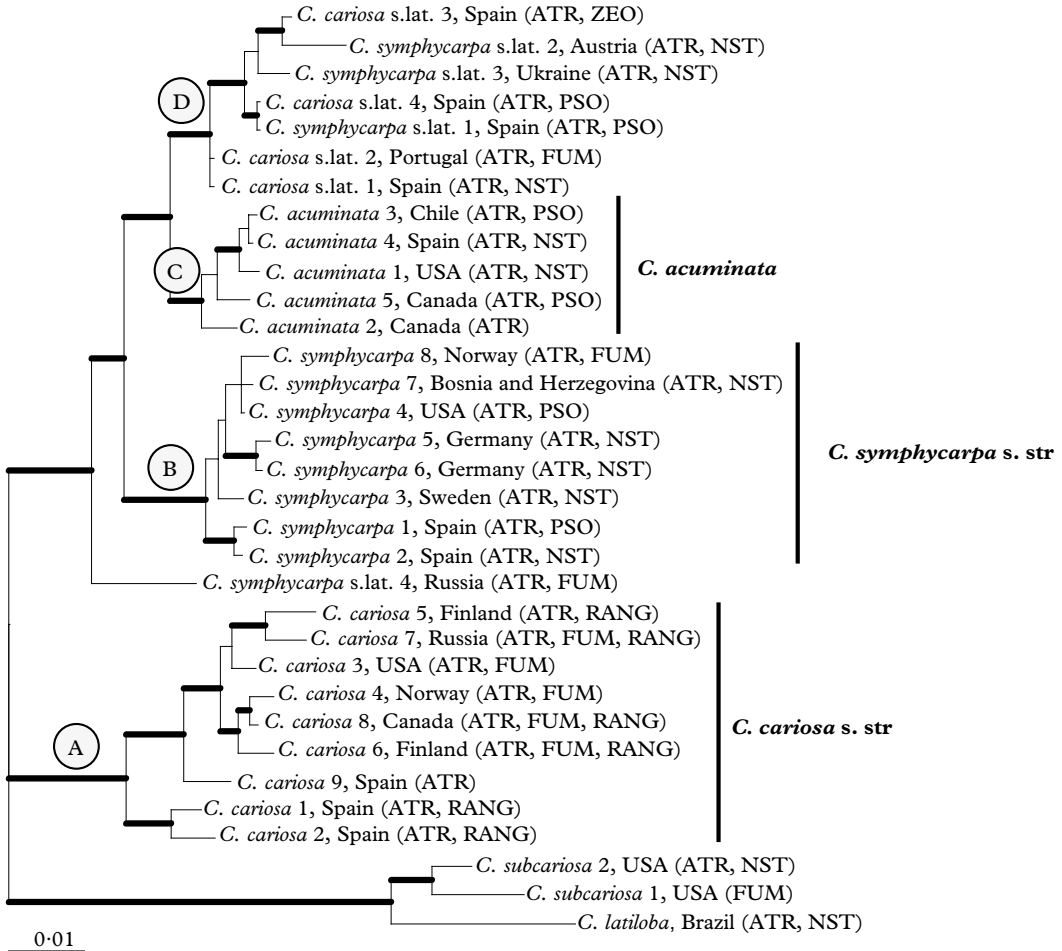 C. cariosa s.lat. 3, Spain (ATR, ZEO)
C. symphycarpa s.lat. 2, Austria (ATR, NST)
C. symphycarpa s.lat. 3, Ukraine (ATR, NST)
C. cariosa s.lat. 4, Spain (ATR, PSO)
D
C. symphycarpa s.lat. 1, Spain (ATR, PSO)
C. cariosa s.lat. 2, Portugal (ATR, FUM)
C. cariosa s.lat. 1, Spain (ATR, NST)
C. acuminata 3, Chile (ATR, PSO)
C. acuminata 4, Spain (ATR, NST)
C
C. acuminata 1, USA (ATR, NST)
C. acuminata
C. acuminata 5, Canada (ATR, PSO)
C. acuminata 2, Canada (ATR)
C. symphycarpa 8, Norway (ATR, FUM)
C. symphycarpa 7, Bosnia and Herzegovina (ATR, NST)
C. symphycarpa 4, USA (ATR, PSO)
C. symphycarpa 5, Germany (ATR, NST)
C. symphycarpa s. str
B
C. symphycarpa 6, Germany (ATR, NST)
C. symphycarpa 3, Sweden (ATR, NST)
C. symphycarpa 1, Spain (ATR, PSO)
C. symphycarpa 2, Spain (ATR, NST)
C. symphycarpa s.lat. 4, Russia (ATR, FUM)
C. cariosa 5, Finland (ATR, RANG)
C. cariosa 7, Russia (ATR, FUM, RANG)
C. cariosa 3, USA (ATR, FUM)
C. cariosa 4, Norway (ATR, FUM)
C. cariosa 8, Canada (ATR, FUM, RANG)
C. cariosa s. str
A
C. cariosa 6, Finland (ATR, FUM, RANG)
C. cariosa 9, Spain (ATR)
C. cariosa 1, Spain (ATR, RANG)
C. cariosa 2, Spain (ATR, RANG)
C. subcariosa 2, USA (ATR, NST)
C. subcariosa 1, USA (FUM)
C. latiloba, Brazil (ATR, NST)
0·01